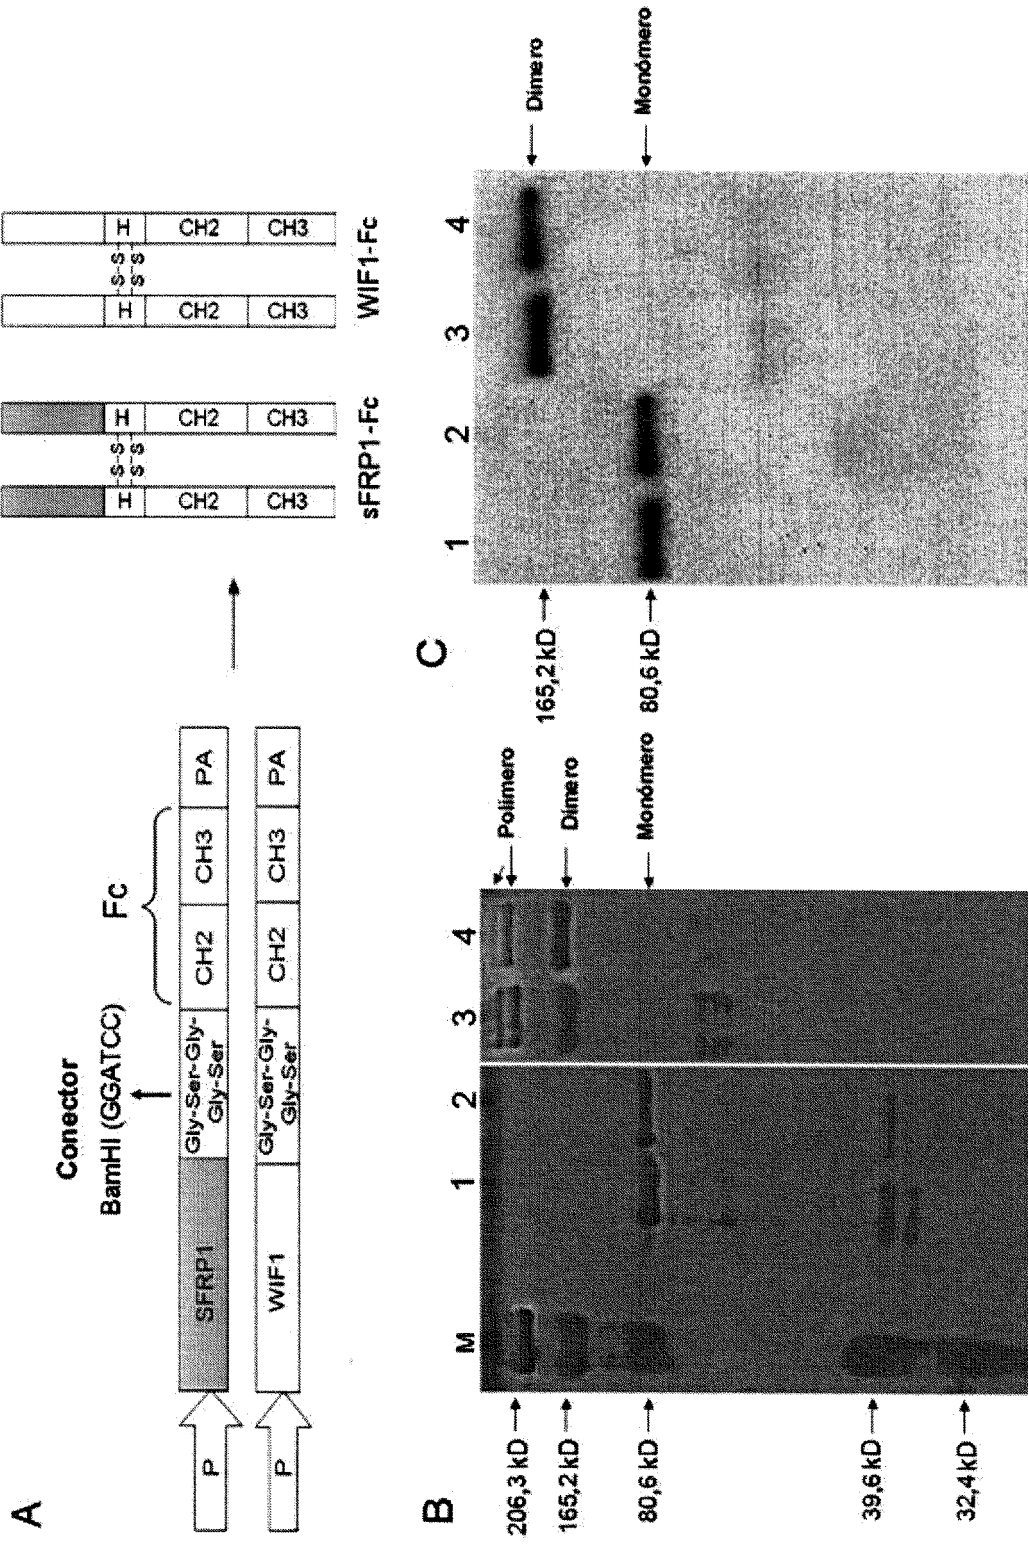 A
P
SFRP1
Gly-Ser-Gly-
Gly-Ser
CH2
CH3
PA
P
WIF1
Gly-Ser-Gly-
Gly-Ser
CH2
CH3
PA
Conector
BamHI (GGATCC)
Fc
H
CH2
CH3
S-S
S-S
H
CH2
CH3
sFRP1-Fc
H
CH2
CH3
S-S
S-S
H
CH2
CH3
WIF1-Fc
B
M
1
2
3
4
206,3 kD
165,2 kD
80,6 kD
39,6 kD
32,4 kD
Polímero
Dímero
Monómero
C
1
2
3
4
165,2 kD
80,6 kD
Dímero
Monómero